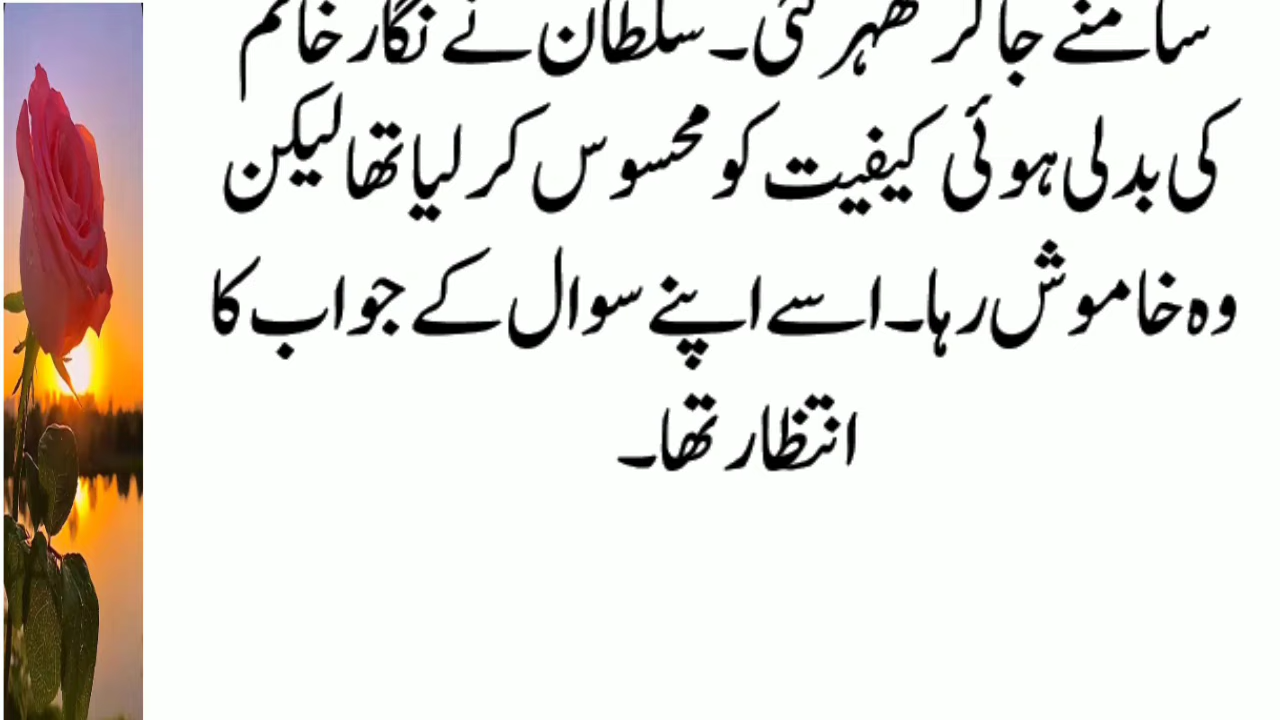 سامنے جا کر ٹھہر گئی۔ سلطان نے نگار خانم
کی بدلی ہوئی کیفیت کو محسوس کر لیا تھا لیکن
وہ خاموش رہا۔ اسے اپنے سوال کے جواب کا
انتظار تھا۔